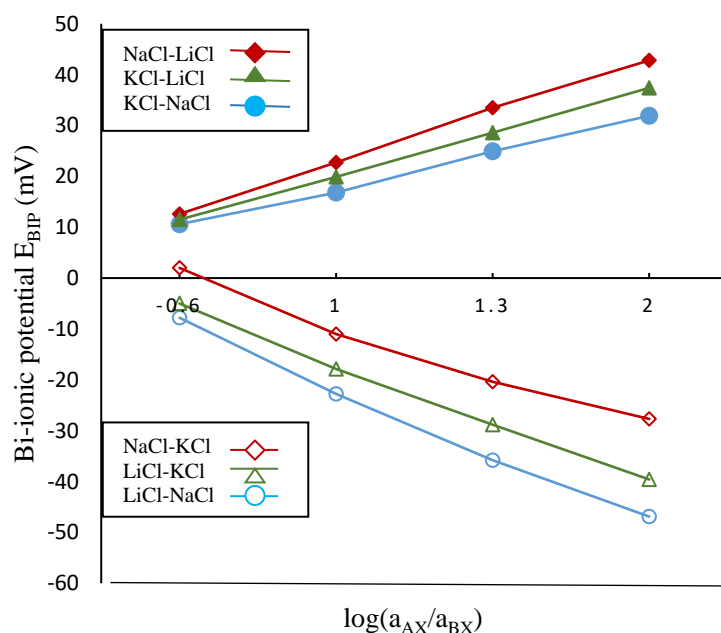 50
40
30
20
10
0
-10
-20
-30
-40
-50
-60
Bi-ionic potential E_BIP (mV)
NaCl-LiCl
KCl-LiCl
KCl-NaCl
-0.6 1 1.3 2
NaCl-KCl
LiCl-KCl
LiCl-NaCl
log(a_AX/a_BX)